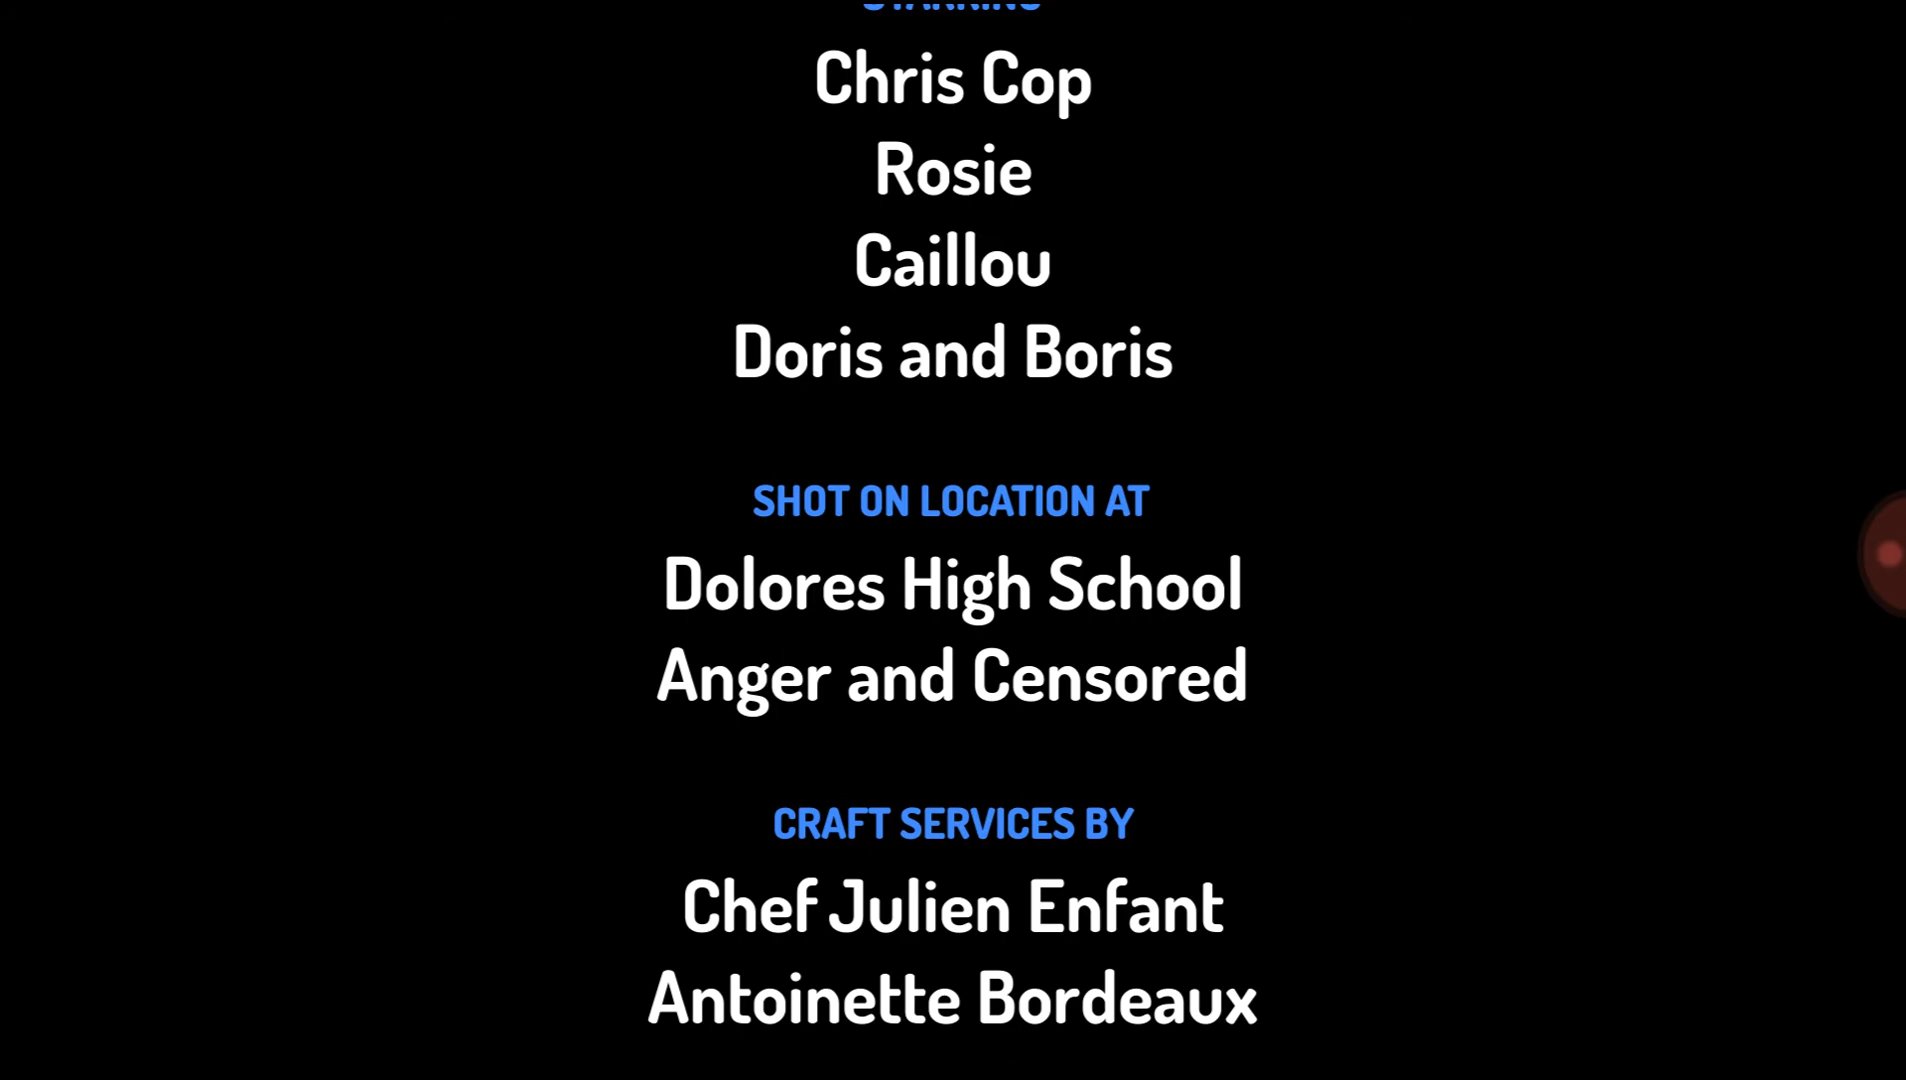 STARRING
Chris Cop
Rosie
Caillou
Doris and Boris
SHOT ON LOCATION AT
Dolores High School
Anger and Censored
CRAFT SERVICES BY
Chef Julien Enfant
Antoinette Bordeaux